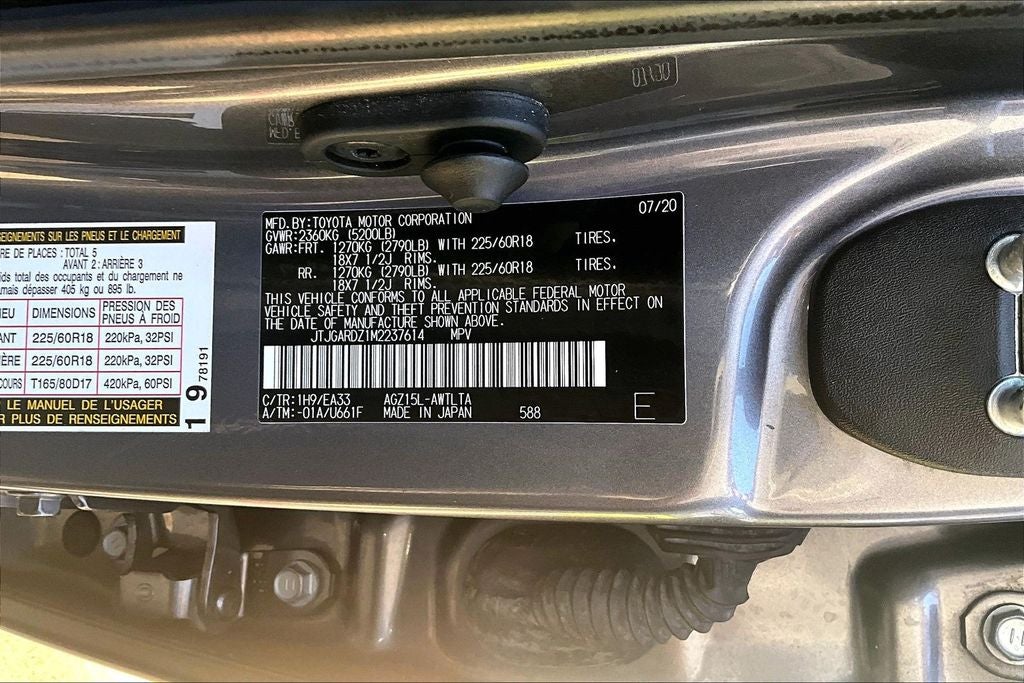 MFD.BY:TOYOTA MOTOR CORPORATION 07/20
GVWR:2360KG (5200LB)
GAWR:FRT. 1270KG (2790LB) WITH 225/60R18 TIRES.
18X7 1/2J RIMS.
RR. 1270KG (2790LB) WITH 225/60R18 TIRES.
18X7 1/2J RIMS.
THIS VEHICLE CONFORMS TO ALL APPLICABLE FEDERAL MOTOR
VEHICLE SAFETY AND THEFT PREVENTION STANDARDS IN EFFECT ON
THE DATE OF MANUFACTURE SHOWN ABOVE.
JTJGARDZ1M2237614 MPV
C/TR:1H9/EA33 AGZ15L-AWTLTA
A/TM:-01A/U661F MADE IN JAPAN 588 E
SEIGNEMENTS SUR LES PNEUS ET LE CHARGEMENT
RE DE PLACES : TOTAL 5
AVANT 2 : ARRIÈRE 3
ids total des occupants et du chargement ne
amais dépasser 405 kg ou 895 lb.
EU DIMENSIONS PRESSION DES PNEUS À FROID
ANT 225/60R18 220kPa, 32PSI
ÈRE 225/60R18 220kPa, 32PSI
COURS T165/80D17 420kPa, 60PSI
LE MANUEL DE L'USAGER
R PLUS DE RENSEIGNEMENTS
19 78191